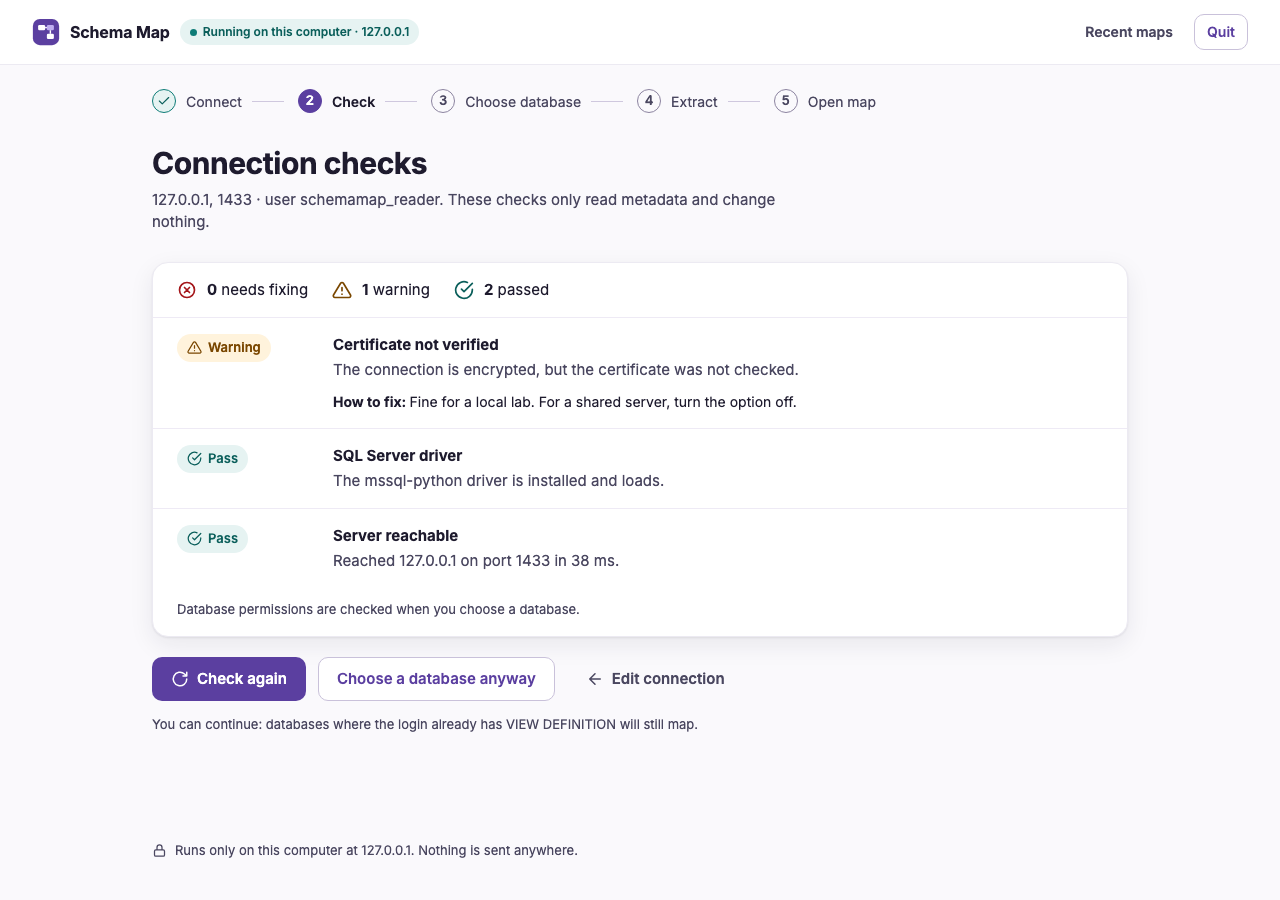 Schema Map
Running on this computer · 127.0.0.1
Recent maps
Quit
Connect
2 Check
3 Choose database
4 Extract
5 Open map
Connection checks
127.0.0.1, 1433 · user schemamap_reader. These checks only read metadata and change
nothing.
0 needs fixing
1 warning
2 passed
Warning
Certificate not verified
The connection is encrypted, but the certificate was not checked.
How to fix: Fine for a local lab. For a shared server, turn the option off.
Pass
SQL Server driver
The mssql-python driver is installed and loads.
Pass
Server reachable
Reached 127.0.0.1 on port 1433 in 38 ms.
Database permissions are checked when you choose a database.
Check again
Choose a database anyway
Edit connection
You can continue: databases where the login already has VIEW DEFINITION will still map.
Runs only on this computer at 127.0.0.1. Nothing is sent anywhere.